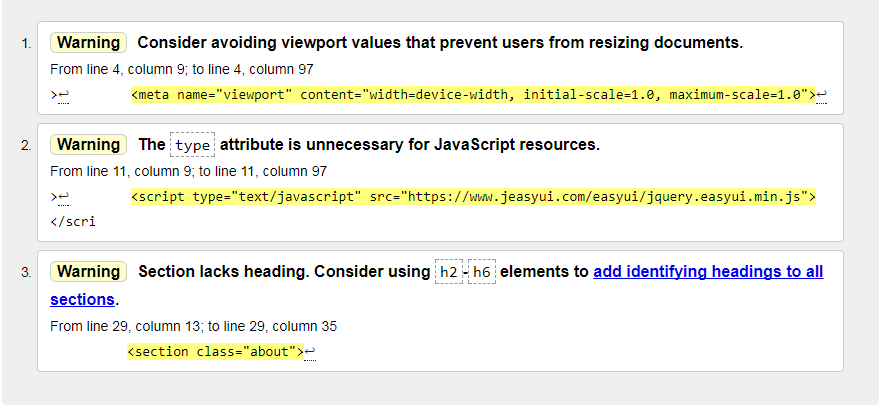 1. Warning Consider avoiding viewport values that prevent users from resizing documents.
From line 4, column 9; to line 4, column 97
>↩ <meta name="viewport" content="width=device-width, initial-scale=1.0, maximum-scale=1.0">↩
2. Warning The type attribute is unnecessary for JavaScript resources.
From line 11, column 9; to line 11, column 97
>↩ <script type="text/javascript" src="https://www.jeasyui.com/easyui/jquery.easyui.min.js">
</scri
3. Warning Section lacks heading. Consider using h2-h6 elements to add identifying headings to all
sections.
From line 29, column 13; to line 29, column 35
<section class="about">↩